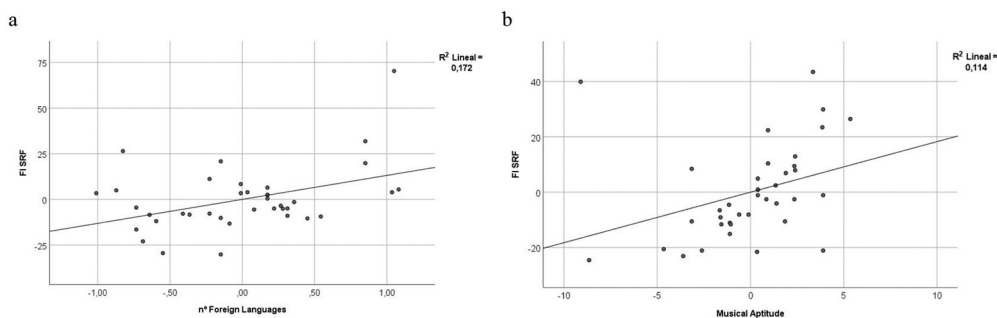 a
R² Lineal =
0,172
75
50
25
0
-25
FI SRF
-1,00
-,50
,00
,50
1,00
nº Foreign Languages
b
R² Lineal =
0,114
40
20
0
-20
FI SRF
-10
-5
0
5
10
Musical Aptitude